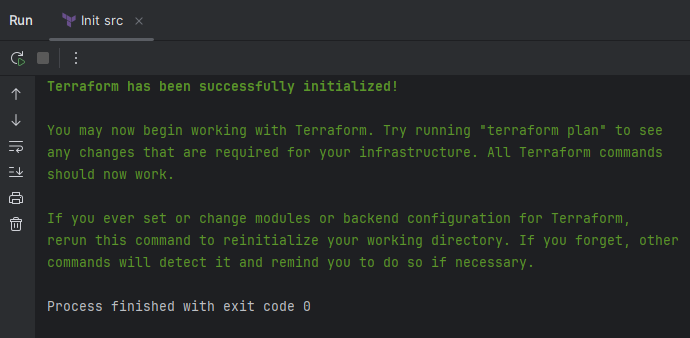 Run
Init src
Terraform has been successfully initialized!
You may now begin working with Terraform. Try running "terraform plan" to see
any changes that are required for your infrastructure. All Terraform commands
should now work.
If you ever set or change modules or backend configuration for Terraform,
rerun this command to reinitialize your working directory. If you forget, other
commands will detect it and remind you to do so if necessary.
Process finished with exit code 0